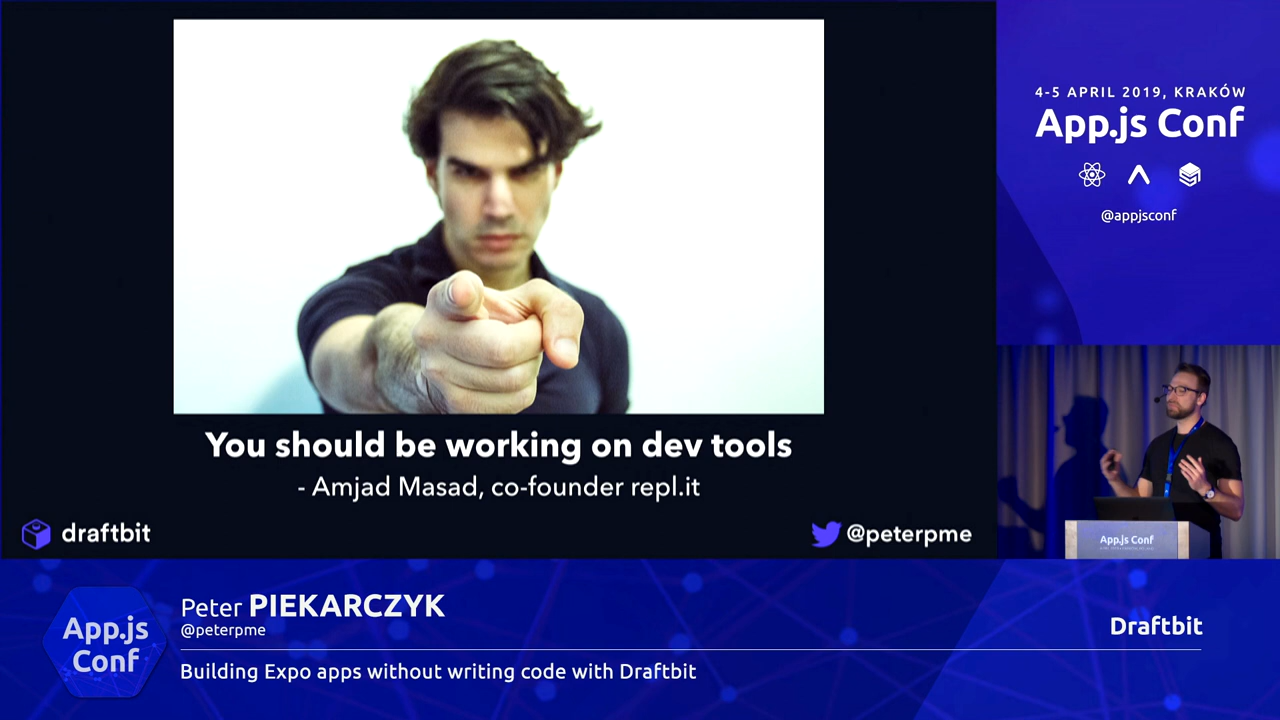 You should be working on dev tools
- Amjad Masad, co-founder repl.it
draftbit
@peterpme
4-5 APRIL 2019, KRAKÓW
App.js Conf
@appjsconf
App.js Conf
App.js
Conf
Peter PIEKARCZYK
@peterpme
Building Expo apps without writing code with Draftbit
Draftbit